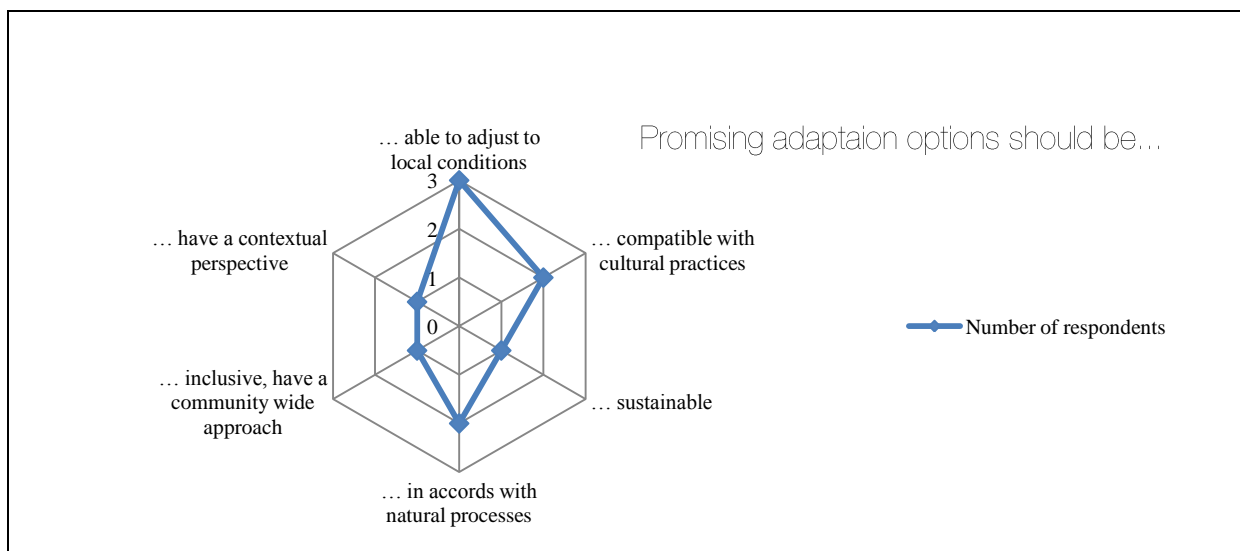 Promising adaptaion options should be...
… able to adjust to
local conditions
3
2
1
0
… have a contextual
perspective
… compatible with
cultural practices
Number of respondents
… inclusive, have a
community wide
approach
… sustainable
… in accords with
natural processes